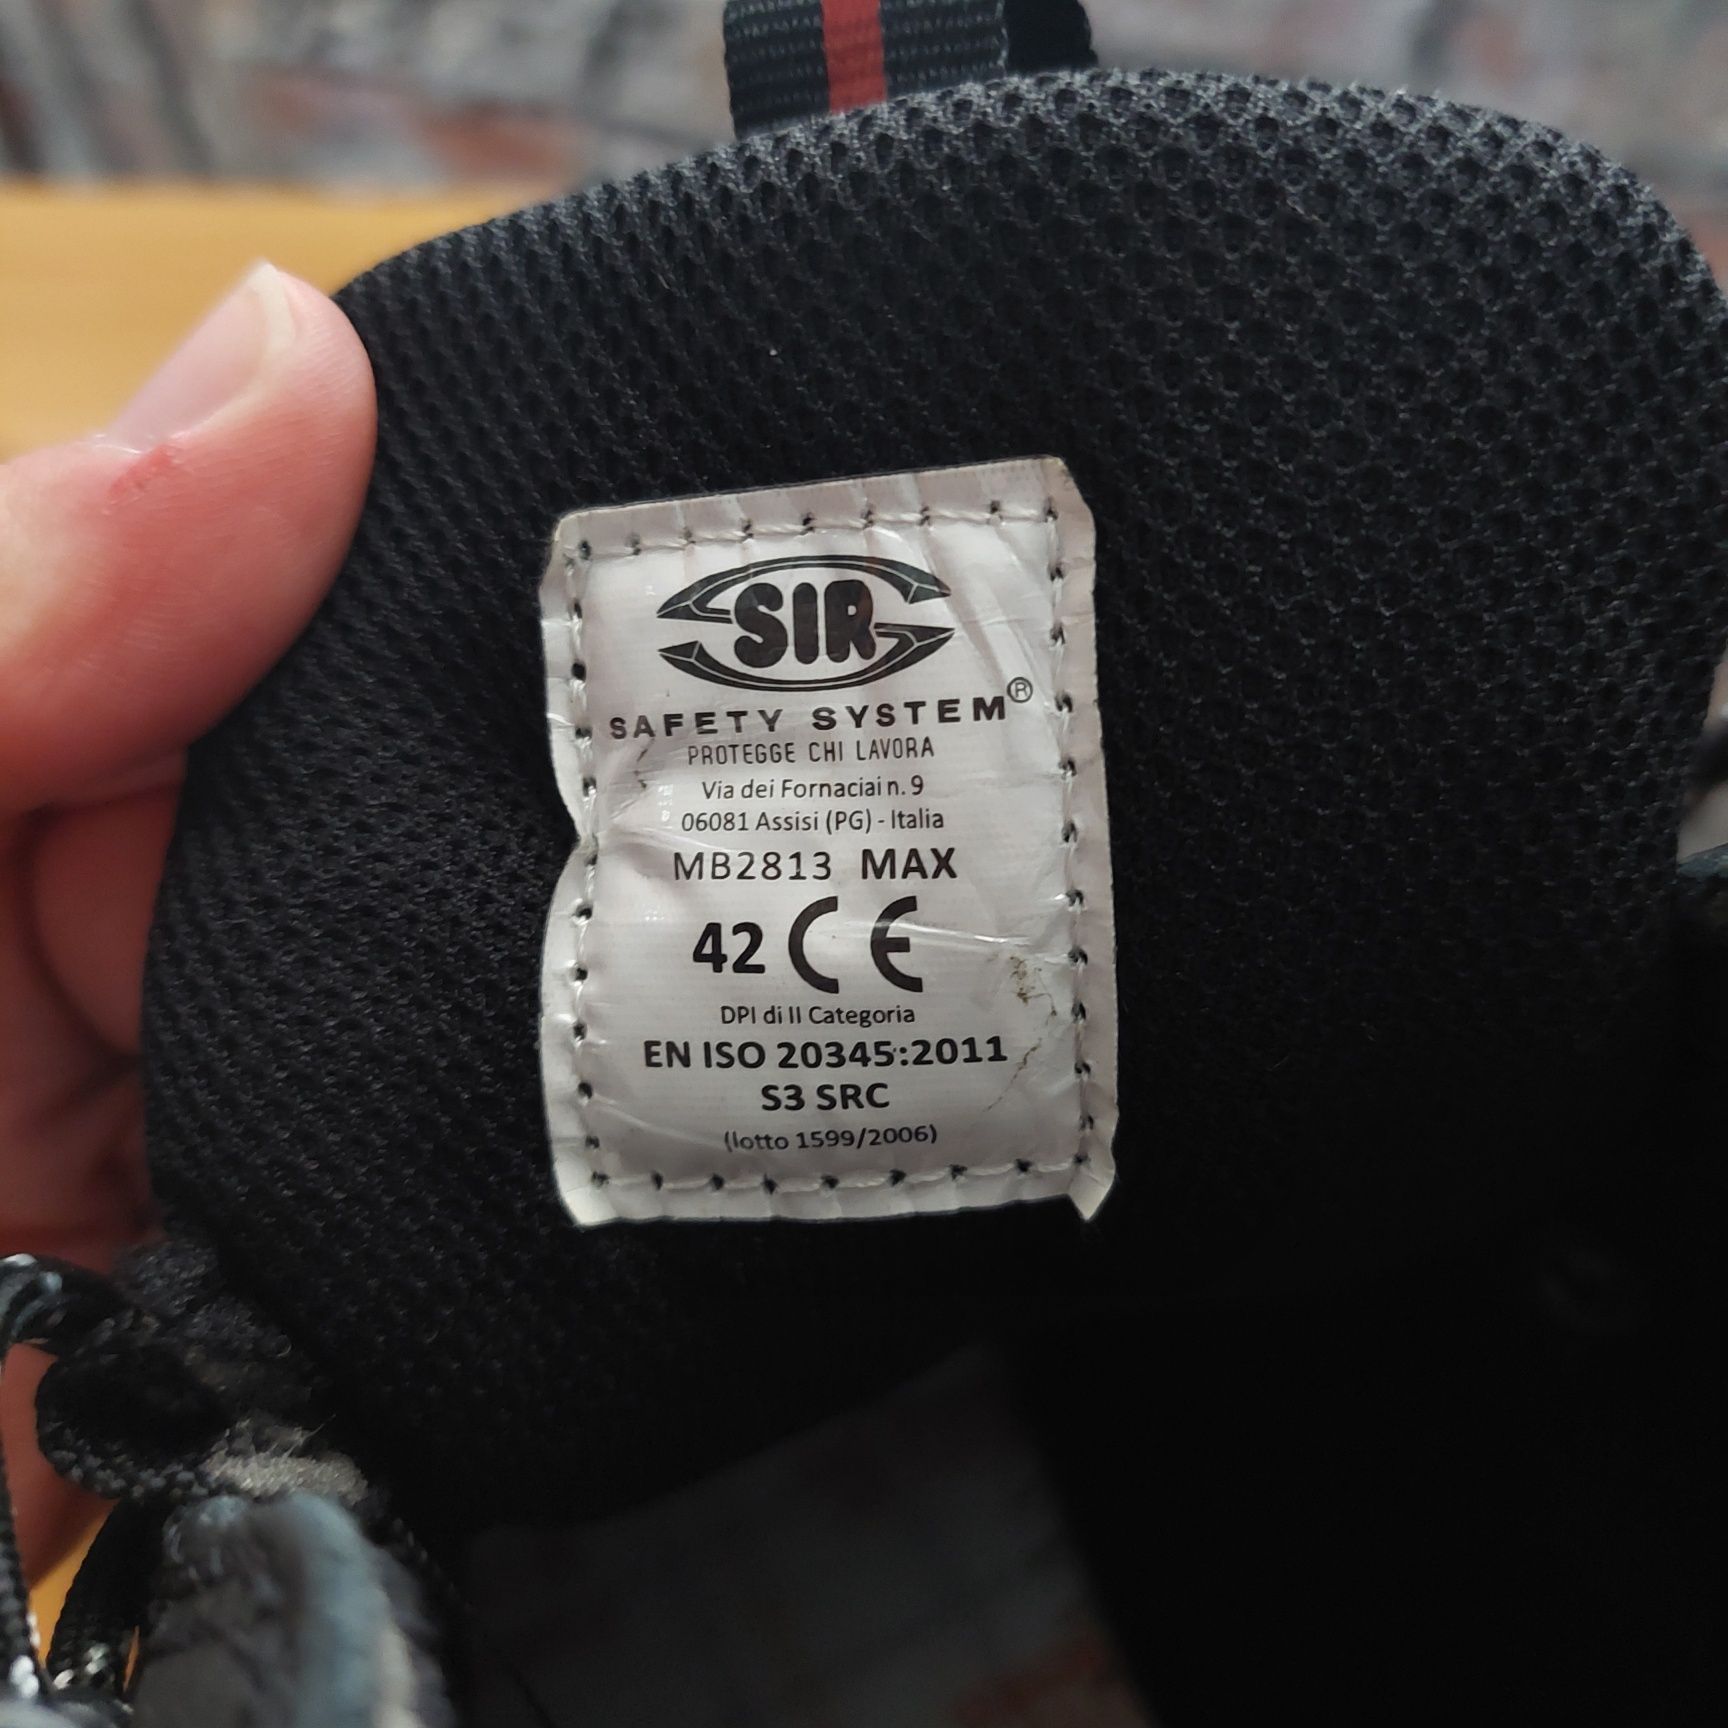 SIR
SAFETY SYSTEM®
PROTEGGE CHI LAVORA
Via dei Fornaciai n. 9
06081 Assisi (PG) - Italia
MB2813 MAX
42 CE
DPI di II Categoria
EN ISO 20345:2011
S3 SRC
(lotto 1599/2006)